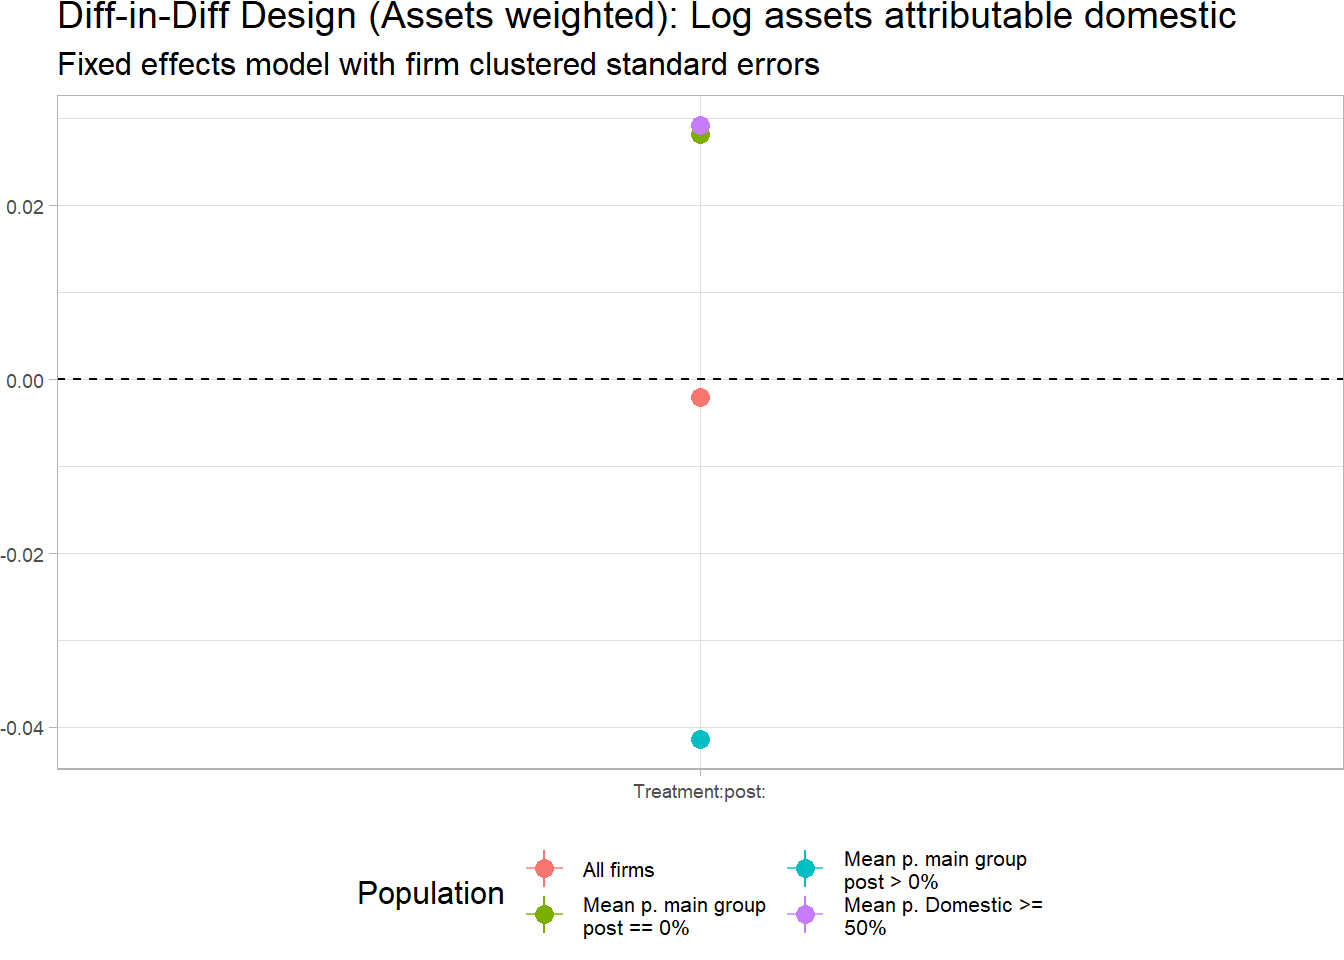 Diff-in-Diff Design (Assets weighted): Log assets attributable domestic
Fixed effects model with firm clustered standard errors
0.02
0.00
-0.02
-0.04
Treatment:post:
Population
All firms
Mean p. main group
post == 0%
Mean p. main group
post > 0%
Mean p. Domestic >=
50%